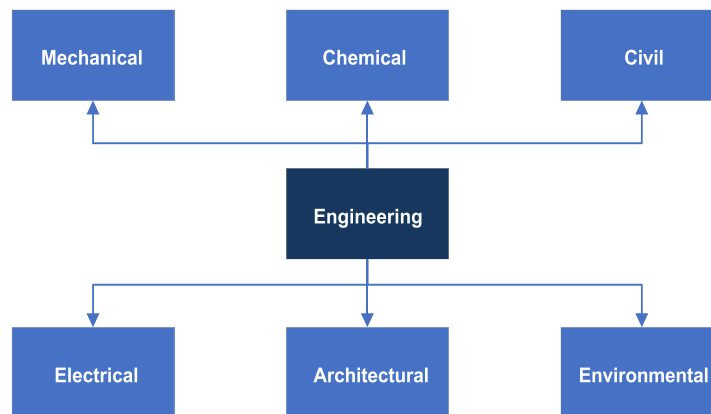 Mechanical
Chemical
Civil
Engineering
Electrical
Architectural
Environmental